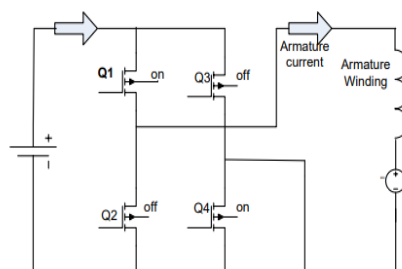 Armature
current
Armature
Winding
Q1
on
Q3
off
+
-
Q2
off
Q4
on
-
+